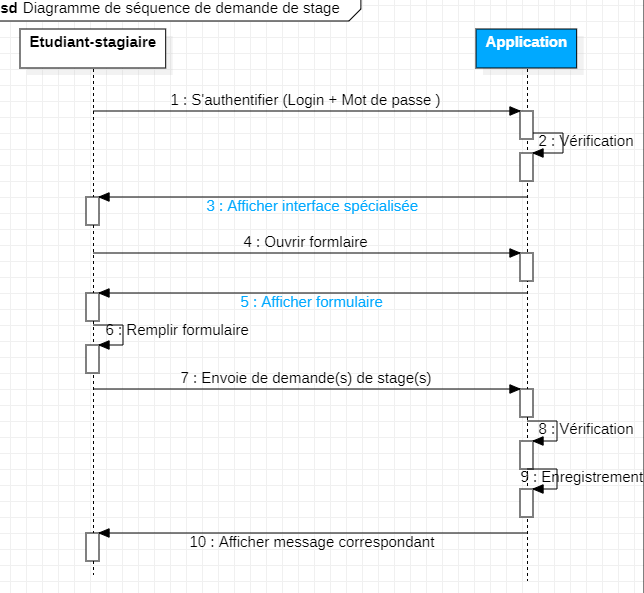 sd Diagramme de séquence de demande de stage
Etudiant-stagiaire
Application
1 : S'authentifier (Login + Mot de passe )
2 : Vérification
3 : Afficher interface spécialisée
4 : Ouvrir formlaire
5 : Afficher formulaire
6 : Remplir formulaire
7 : Envoie de demande(s) de stage(s)
8 : Vérification
9 : Enregistrement
10 : Afficher message correspondant